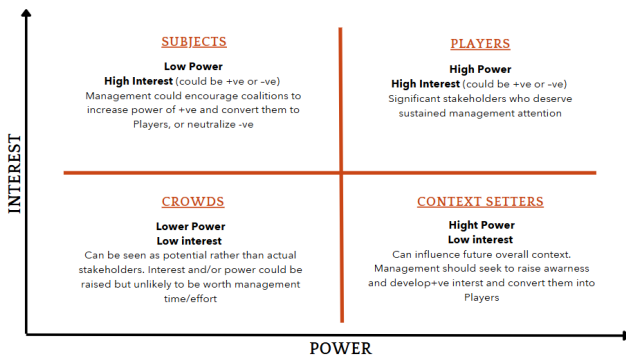 SUBJECTS
Low Power
High Interest (could be +ve or –ve)
Management could encourage coalitions to
increase power of +ve and convert them to
Players, or neutralize -ve
PLAYERS
High Power
High Interest (could be +ve or –ve)
Significant stakeholders who deserve
sustained management attention
INTEREST
CROWDS
Lower Power
Low interest
Can be seen as potential rather than actual
stakeholders. Interest and/or power could be
raised but unlikely to be worth management
time/effort
CONTEXT SETTERS
Hight Power
Low interest
Can influence future overall context.
Management should seek to raise awarness
and develop+ve interst and convert them into
Players
POWER